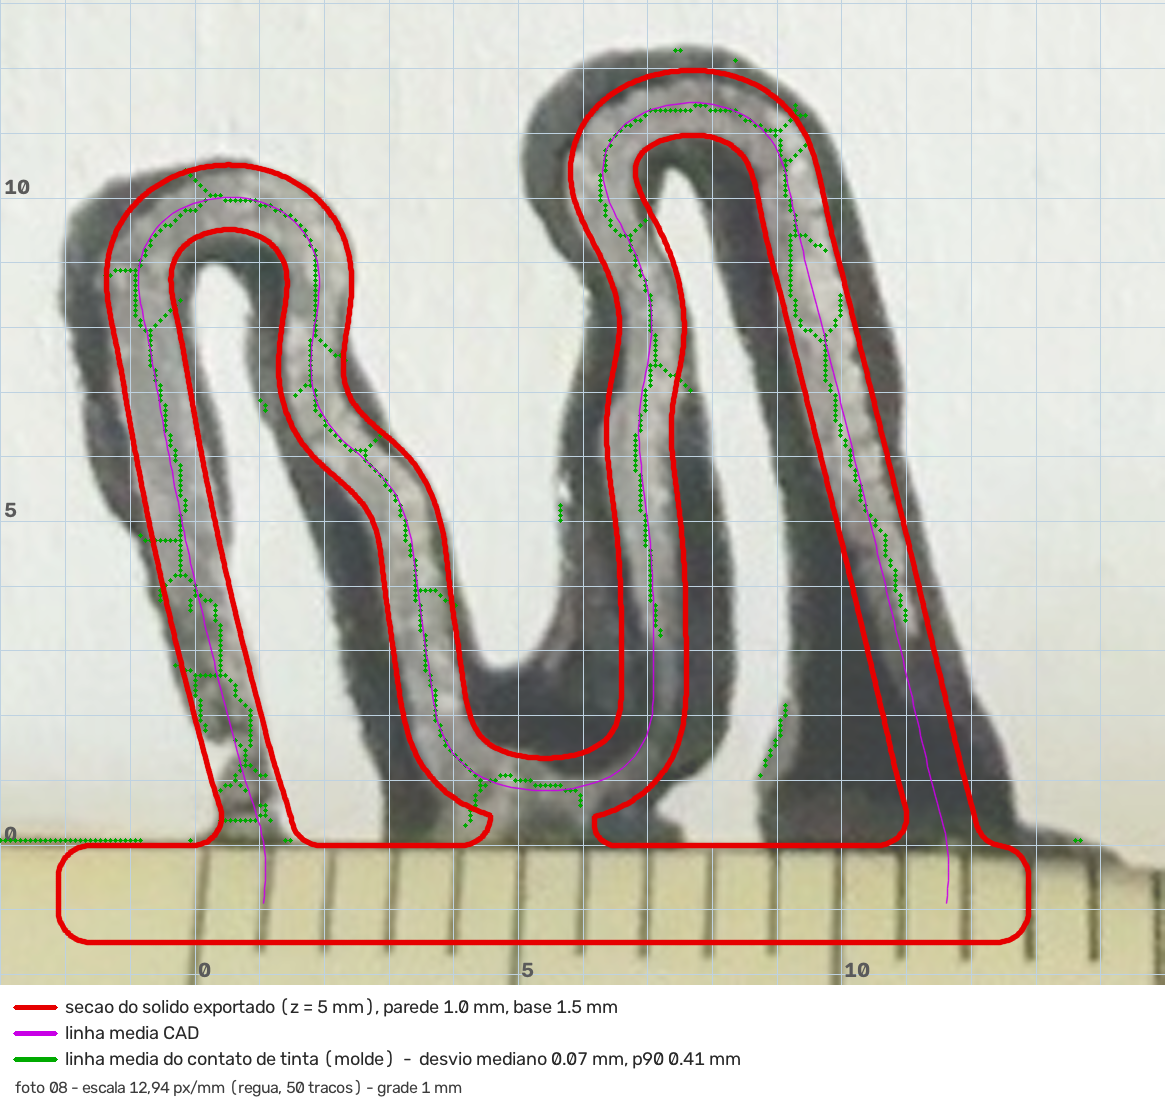 10
5
0
0 5 10
secao do solido exportado (z = 5 mm), parede 1.0 mm, base 1.5 mm
linha media CAD
linha media do contato de tinta (molde) - desvio mediano 0.07 mm, p90 0.41 mm
foto 08 - escala 12,94 px/mm (regua, 50 tracos) - grade 1 mm